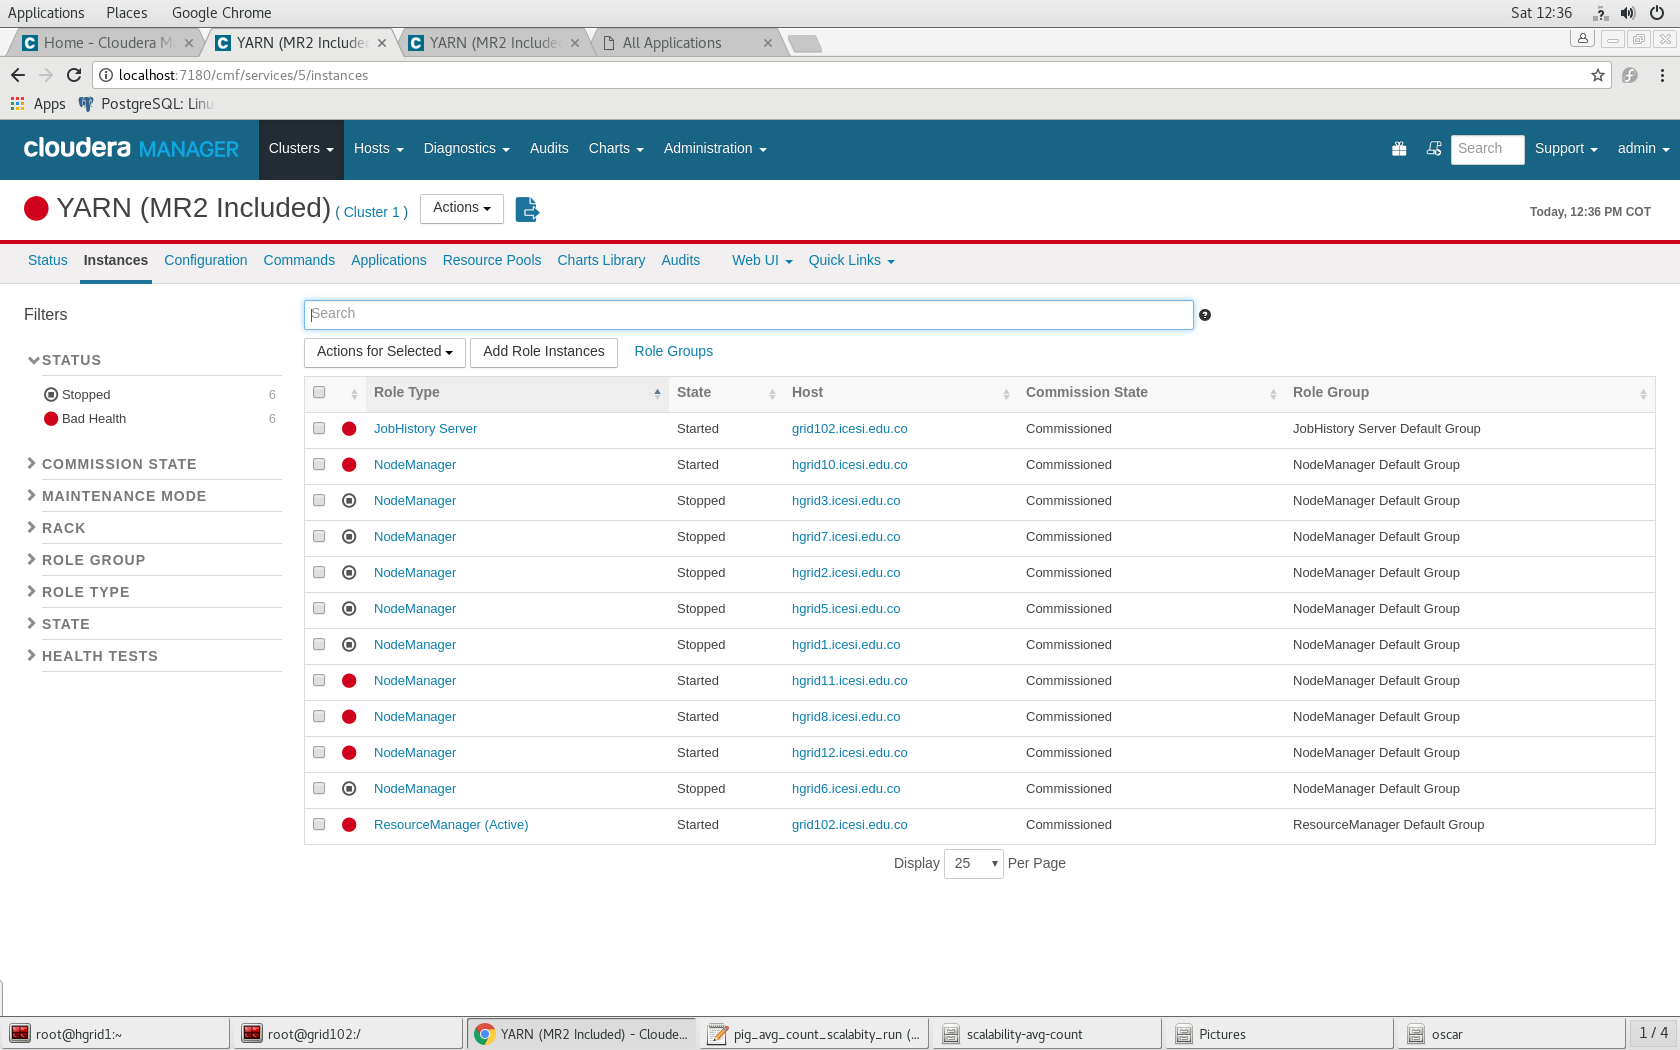 Applications Places Google Chrome Sat 12:36
Home - Cloudera M YARN (MR2 Include YARN (MR2 Include All Applications
localhost:7180/cmf/services/5/instances
Apps PostgreSQL: Linu
cloudera MANAGER Clusters Hosts Diagnostics Audits Charts Administration Search Support admin
YARN (MR2 Included) ( Cluster 1 ) Actions Today, 12:36 PM COT
Status Instances Configuration Commands Applications Resource Pools Charts Library Audits Web UI Quick Links
Filters
STATUS
Stopped 6
Bad Health 6
COMMISSION STATE
MAINTENANCE MODE
RACK
ROLE GROUP
ROLE TYPE
STATE
HEALTH TESTS
Search
Actions for Selected Add Role Instances Role Groups
Role Type State Host Commission State Role Group
JobHistory Server Started grid102.icesi.edu.co Commissioned JobHistory Server Default Group
NodeManager Started hgrid10.icesi.edu.co Commissioned NodeManager Default Group
NodeManager Stopped hgrid3.icesi.edu.co Commissioned NodeManager Default Group
NodeManager Stopped hgrid7.icesi.edu.co Commissioned NodeManager Default Group
NodeManager Stopped hgrid2.icesi.edu.co Commissioned NodeManager Default Group
NodeManager Stopped hgrid5.icesi.edu.co Commissioned NodeManager Default Group
NodeManager Stopped hgrid1.icesi.edu.co Commissioned NodeManager Default Group
NodeManager Started hgrid11.icesi.edu.co Commissioned NodeManager Default Group
NodeManager Started hgrid8.icesi.edu.co Commissioned NodeManager Default Group
NodeManager Started hgrid12.icesi.edu.co Commissioned NodeManager Default Group
NodeManager Stopped hgrid6.icesi.edu.co Commissioned NodeManager Default Group
ResourceManager (Active) Started grid102.icesi.edu.co Commissioned ResourceManager Default Group
Display 25 Per Page
root@hgrid1:~ root@grid102:/ YARN (MR2 Included) - Cloude... pig_avg_count_scalabity_run (... scalability-avg-count Pictures oscar 1 / 4